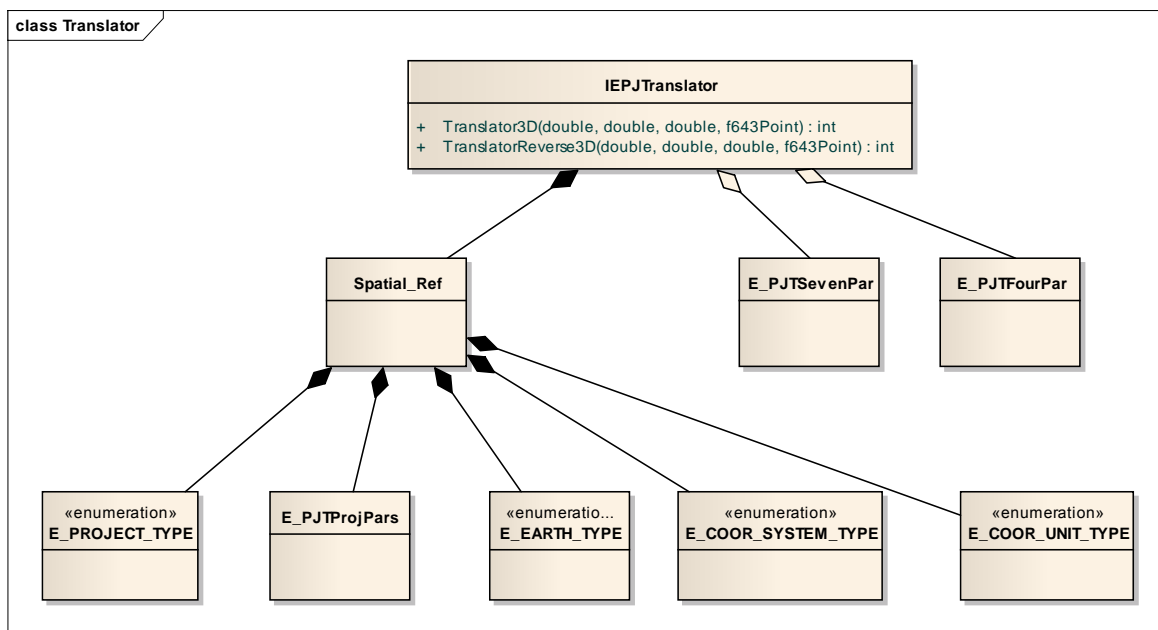 class Translator
IEPJTranslator
+ Translator3D(double, double, double, f643Point) : int
+ TranslatorReverse3D(double, double, double, f643Point) : int
Spatial_Ref
E_PJTSevenPar
E_PJTFourPar
«enumeration»
E_PROJECT_TYPE
E_PJTProjPars
«enumeratio...
E_EARTH_TYPE
«enumeration»
E_COOR_SYSTEM_TYPE
«enumeration»
E_COOR_UNIT_TYPE